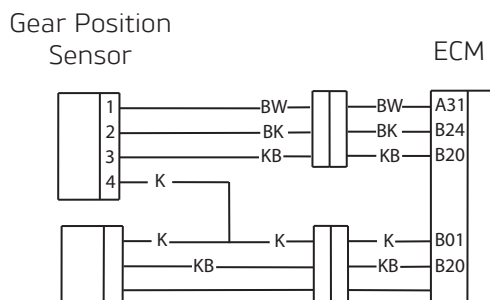 Gear Position
Sensor
ECM
1 BW BW A31
2 BK BK B24
3 KB KB B20
4 K
K K K B01
KB KB B20